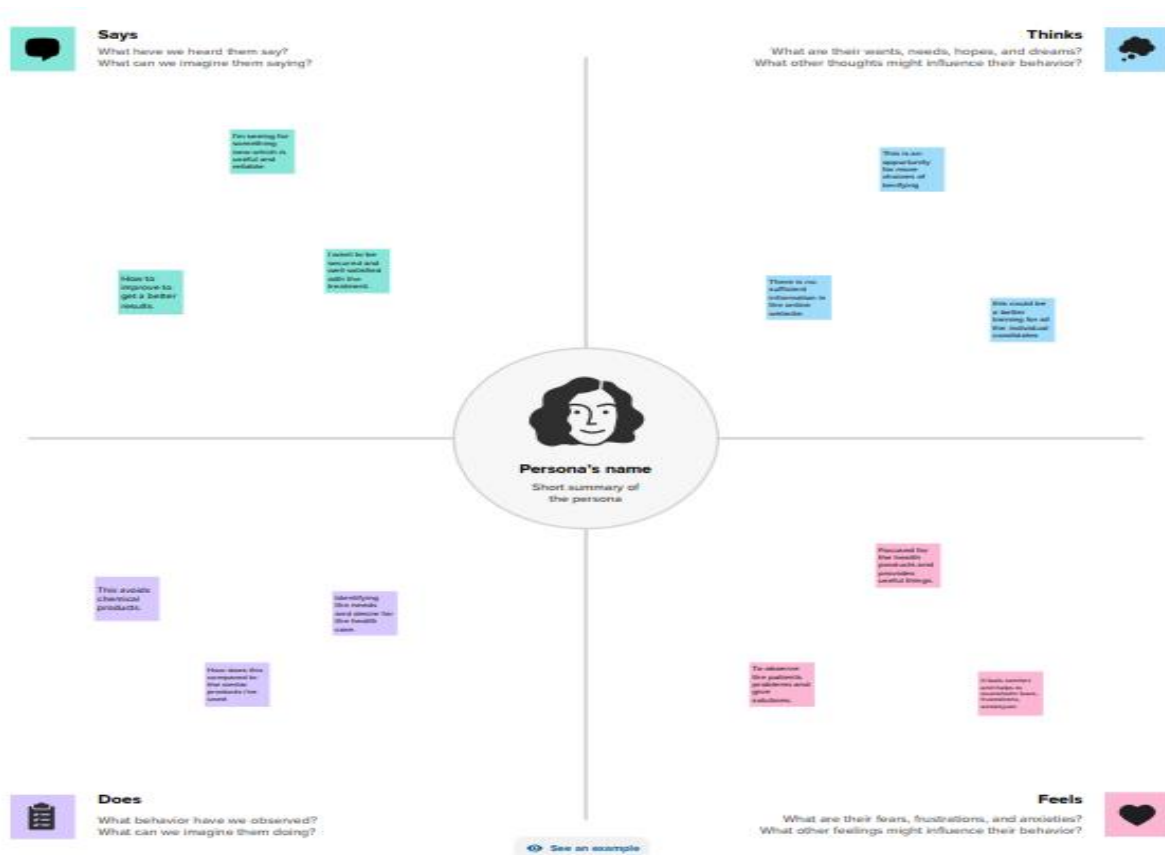 Says
What have we heard them say?
What can we imagine them saying?
Thinks
What are their wants, needs, hopes, and dreams?
What other thoughts might influence their behavior?
something
new which is
useful and
reliable
How to
improve to
get a better
results.
I want to be
secured and
well satisfied
with the
treatment.
This is an
opportunity
for more
choices of
There is no
sufficient
information in
the online
website
this could be
a better
for all
the individual
candidates
Persona's name
Short summary of
the persona
This avoids
chemical
products.
Identifying
the needs
and desire for
the health
care.
How does this
compared to
the similar
products I've
used
Focused for
the health
products and
provides
useful things.
To observe
the patients
problems and
give
solutions.
and helps to
Does
What behavior have we observed?
What can we imagine them doing?
Feels
What are their fears, frustrations, and anxieties?
What other feelings might influence their behavior?
See an example